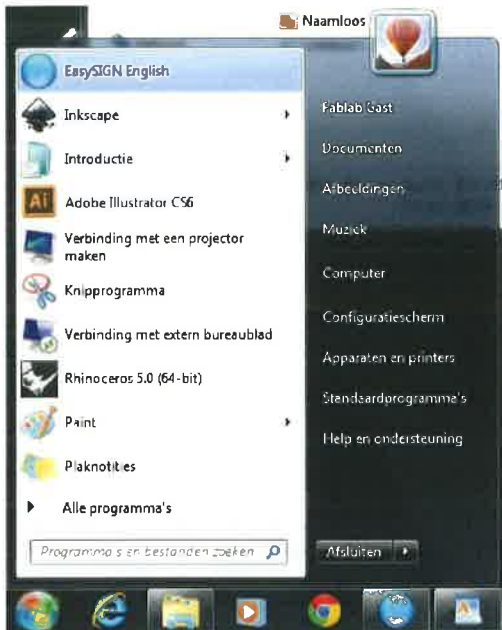 Naamloos
EasySIGN English
Inkscape
Introductie
Ai Adobe Illustrator CS6
Verbinding met een projector
maken
Knipprogramma
Verbinding met extern bureaublad
Rhinoceros 5.0 (64-bit)
Paint
Plaknotities
Alle programma's
Programma's en bestanden zoeken
Fablab Gast
Documenten
Afbeeldingen
Muziek
Computer
Configuratiescherm
Apparaten en printers
Standaardprogramma's
Help en ondersteuning
Afsluiten